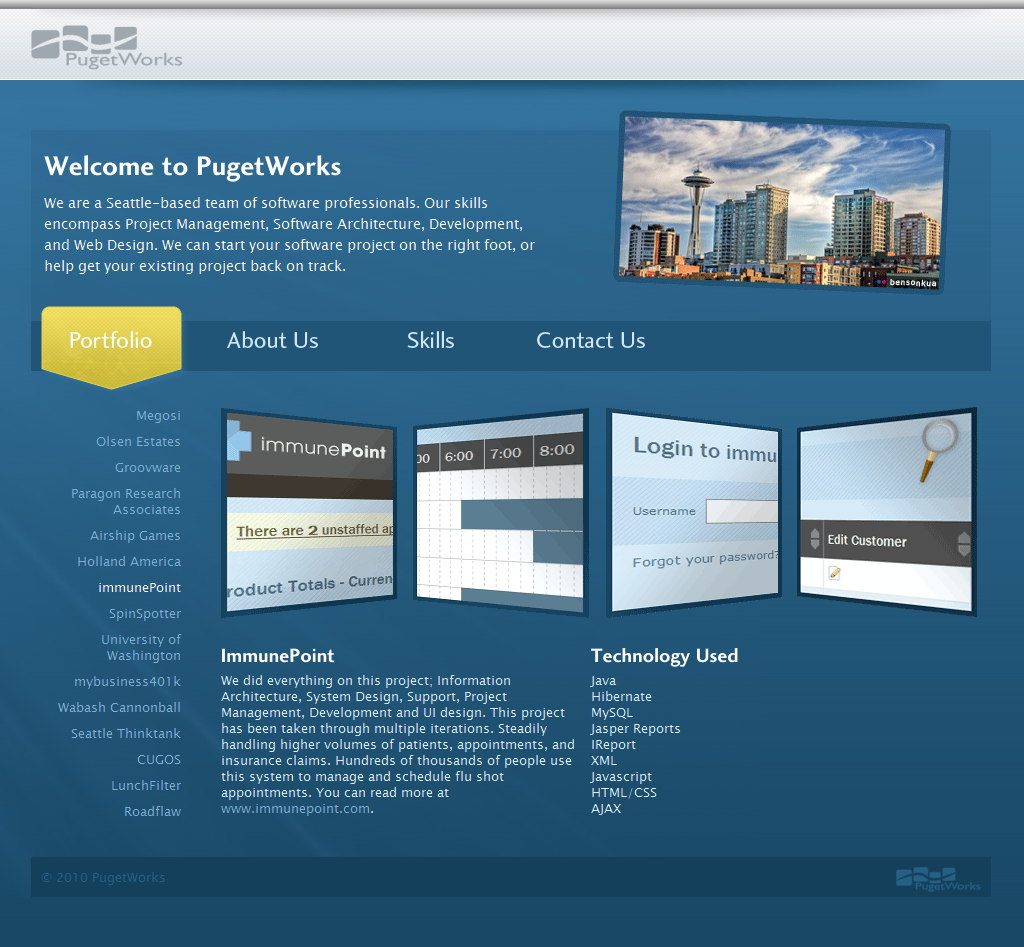 PugetWorks
Welcome to PugetWorks
We are a Seattle-based team of software professionals. Our skills
encompass Project Management, Software Architecture, Development,
and Web Design. We can start your software project on the right foot, or
help get your existing project back on track.
bensonkua
Portfolio
About Us
Skills
Contact Us
Megosi
Olsen Estates
Groovware
Paragon Research
Associates
Airship Games
Holland America
immunePoint
SpinSpotter
University of
Washington
mybusiness401k
Wabash Cannonball
Seattle Thinktank
CUGOS
LunchFilter
Roadflaw
immunePoint
There are 2 unstaffed ap
roduct Totals - Curren
00 6:00 7:00 8:00
Login to immu
Username
Forgot your password?
Edit Customer
ImmunePoint
We did everything on this project; Information
Architecture, System Design, Support, Project
Management, Development and UI design. This project
has been taken through multiple iterations. Steadily
handling higher volumes of patients, appointments, and
insurance claims. Hundreds of thousands of people use
this system to manage and schedule flu shot
appointments. You can read more at
www.immunepoint.com.
Technology Used
Java
Hibernate
MySQL
Jasper Reports
IReport
XML
Javascript
HTML/CSS
AJAX
© 2010 PugetWorks
PugetWorks